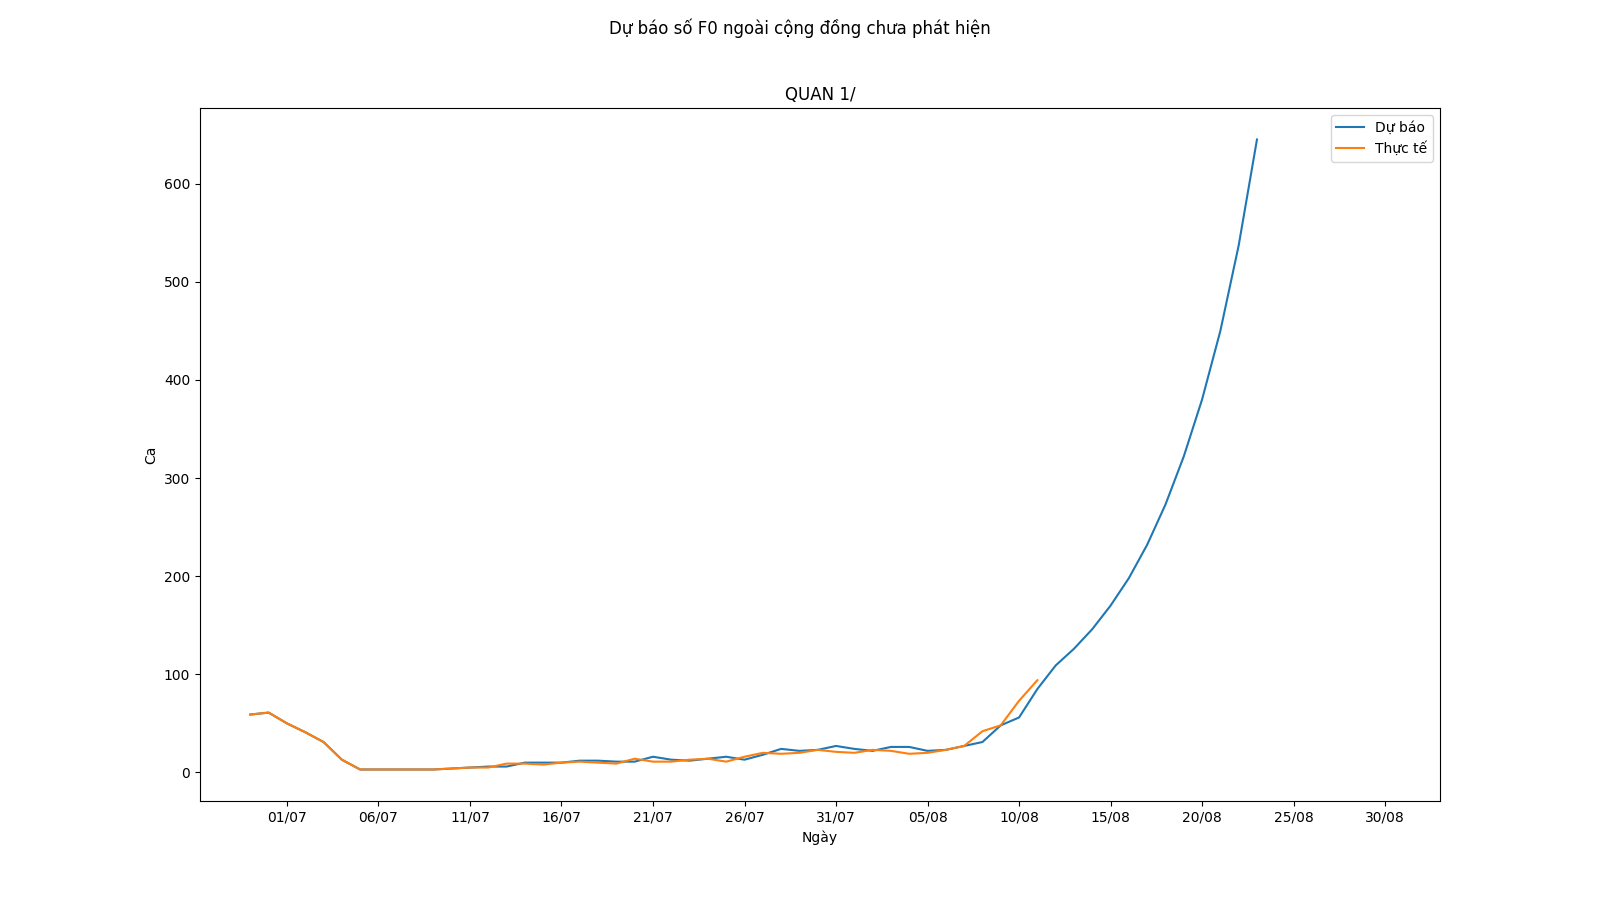 Dự báo số F0 ngoài cộng đồng chưa phát hiện
QUAN 1/
Dự báo
Thực tế
600
500
400
300
200
100
0
Ca
01/07 06/07 11/07 16/07 21/07 26/07 31/07 05/08 10/08 15/08 20/08 25/08 30/08
Ngày